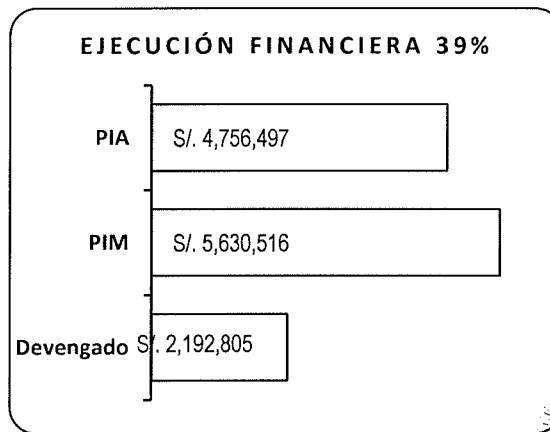 EJECUCIÓN FINANCIERA 39%
PIA S/. 4,756,497
PIM S/. 5,630,516
Devengado S/. 2,192,805